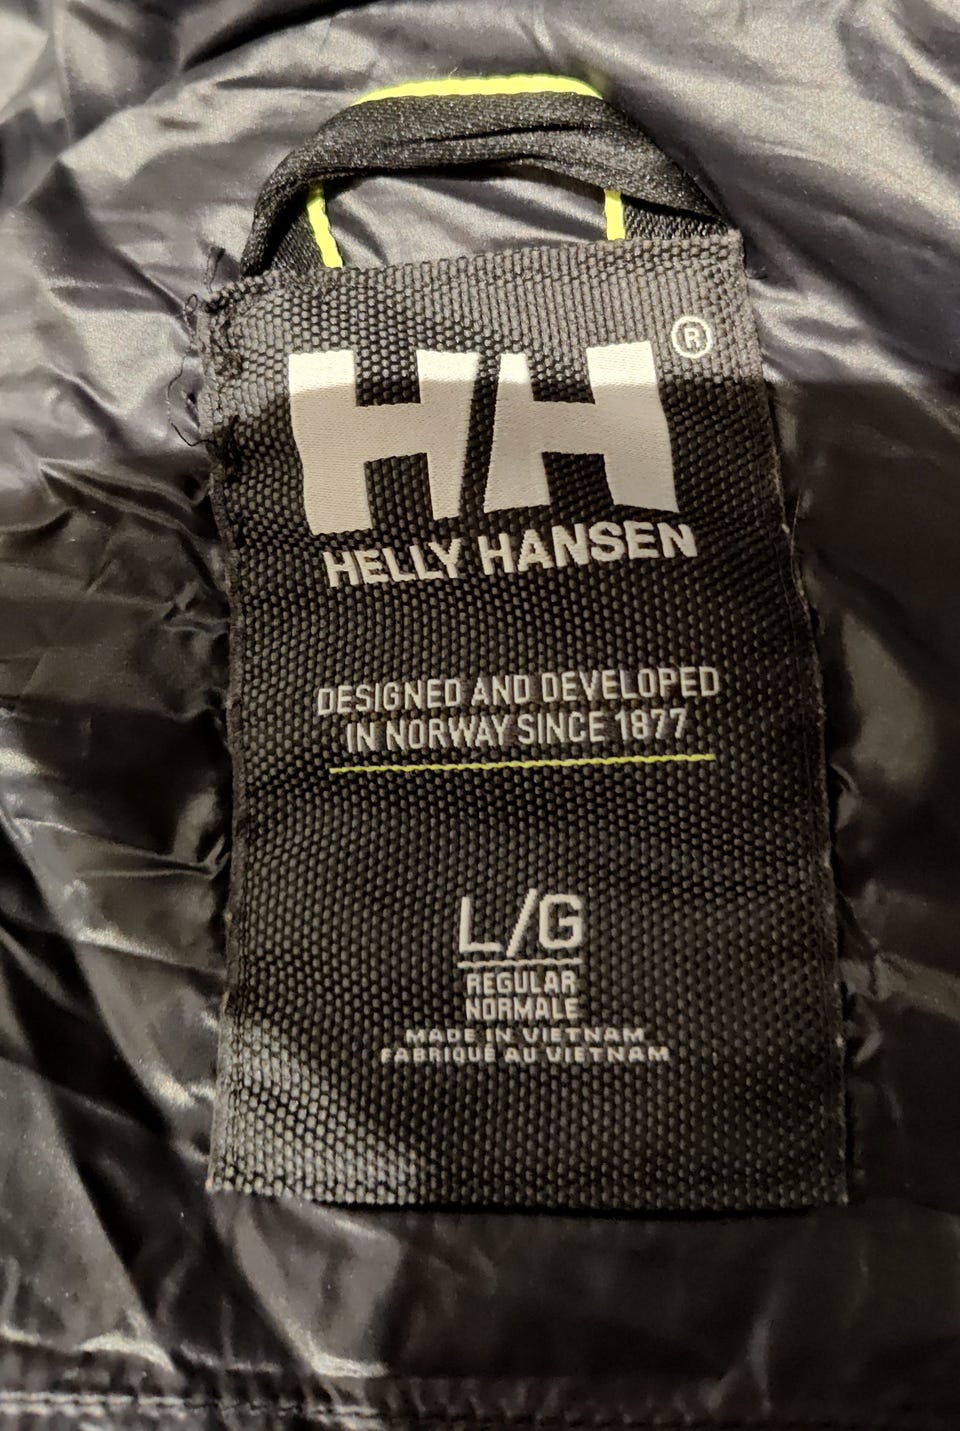 HH®
HELLY HANSEN
DESIGNED AND DEVELOPED
IN NORWAY SINCE 1877
L/G
REGULAR
NORMALE
MADE IN VIETNAM
FABRIQUÉ AU VIETNAM